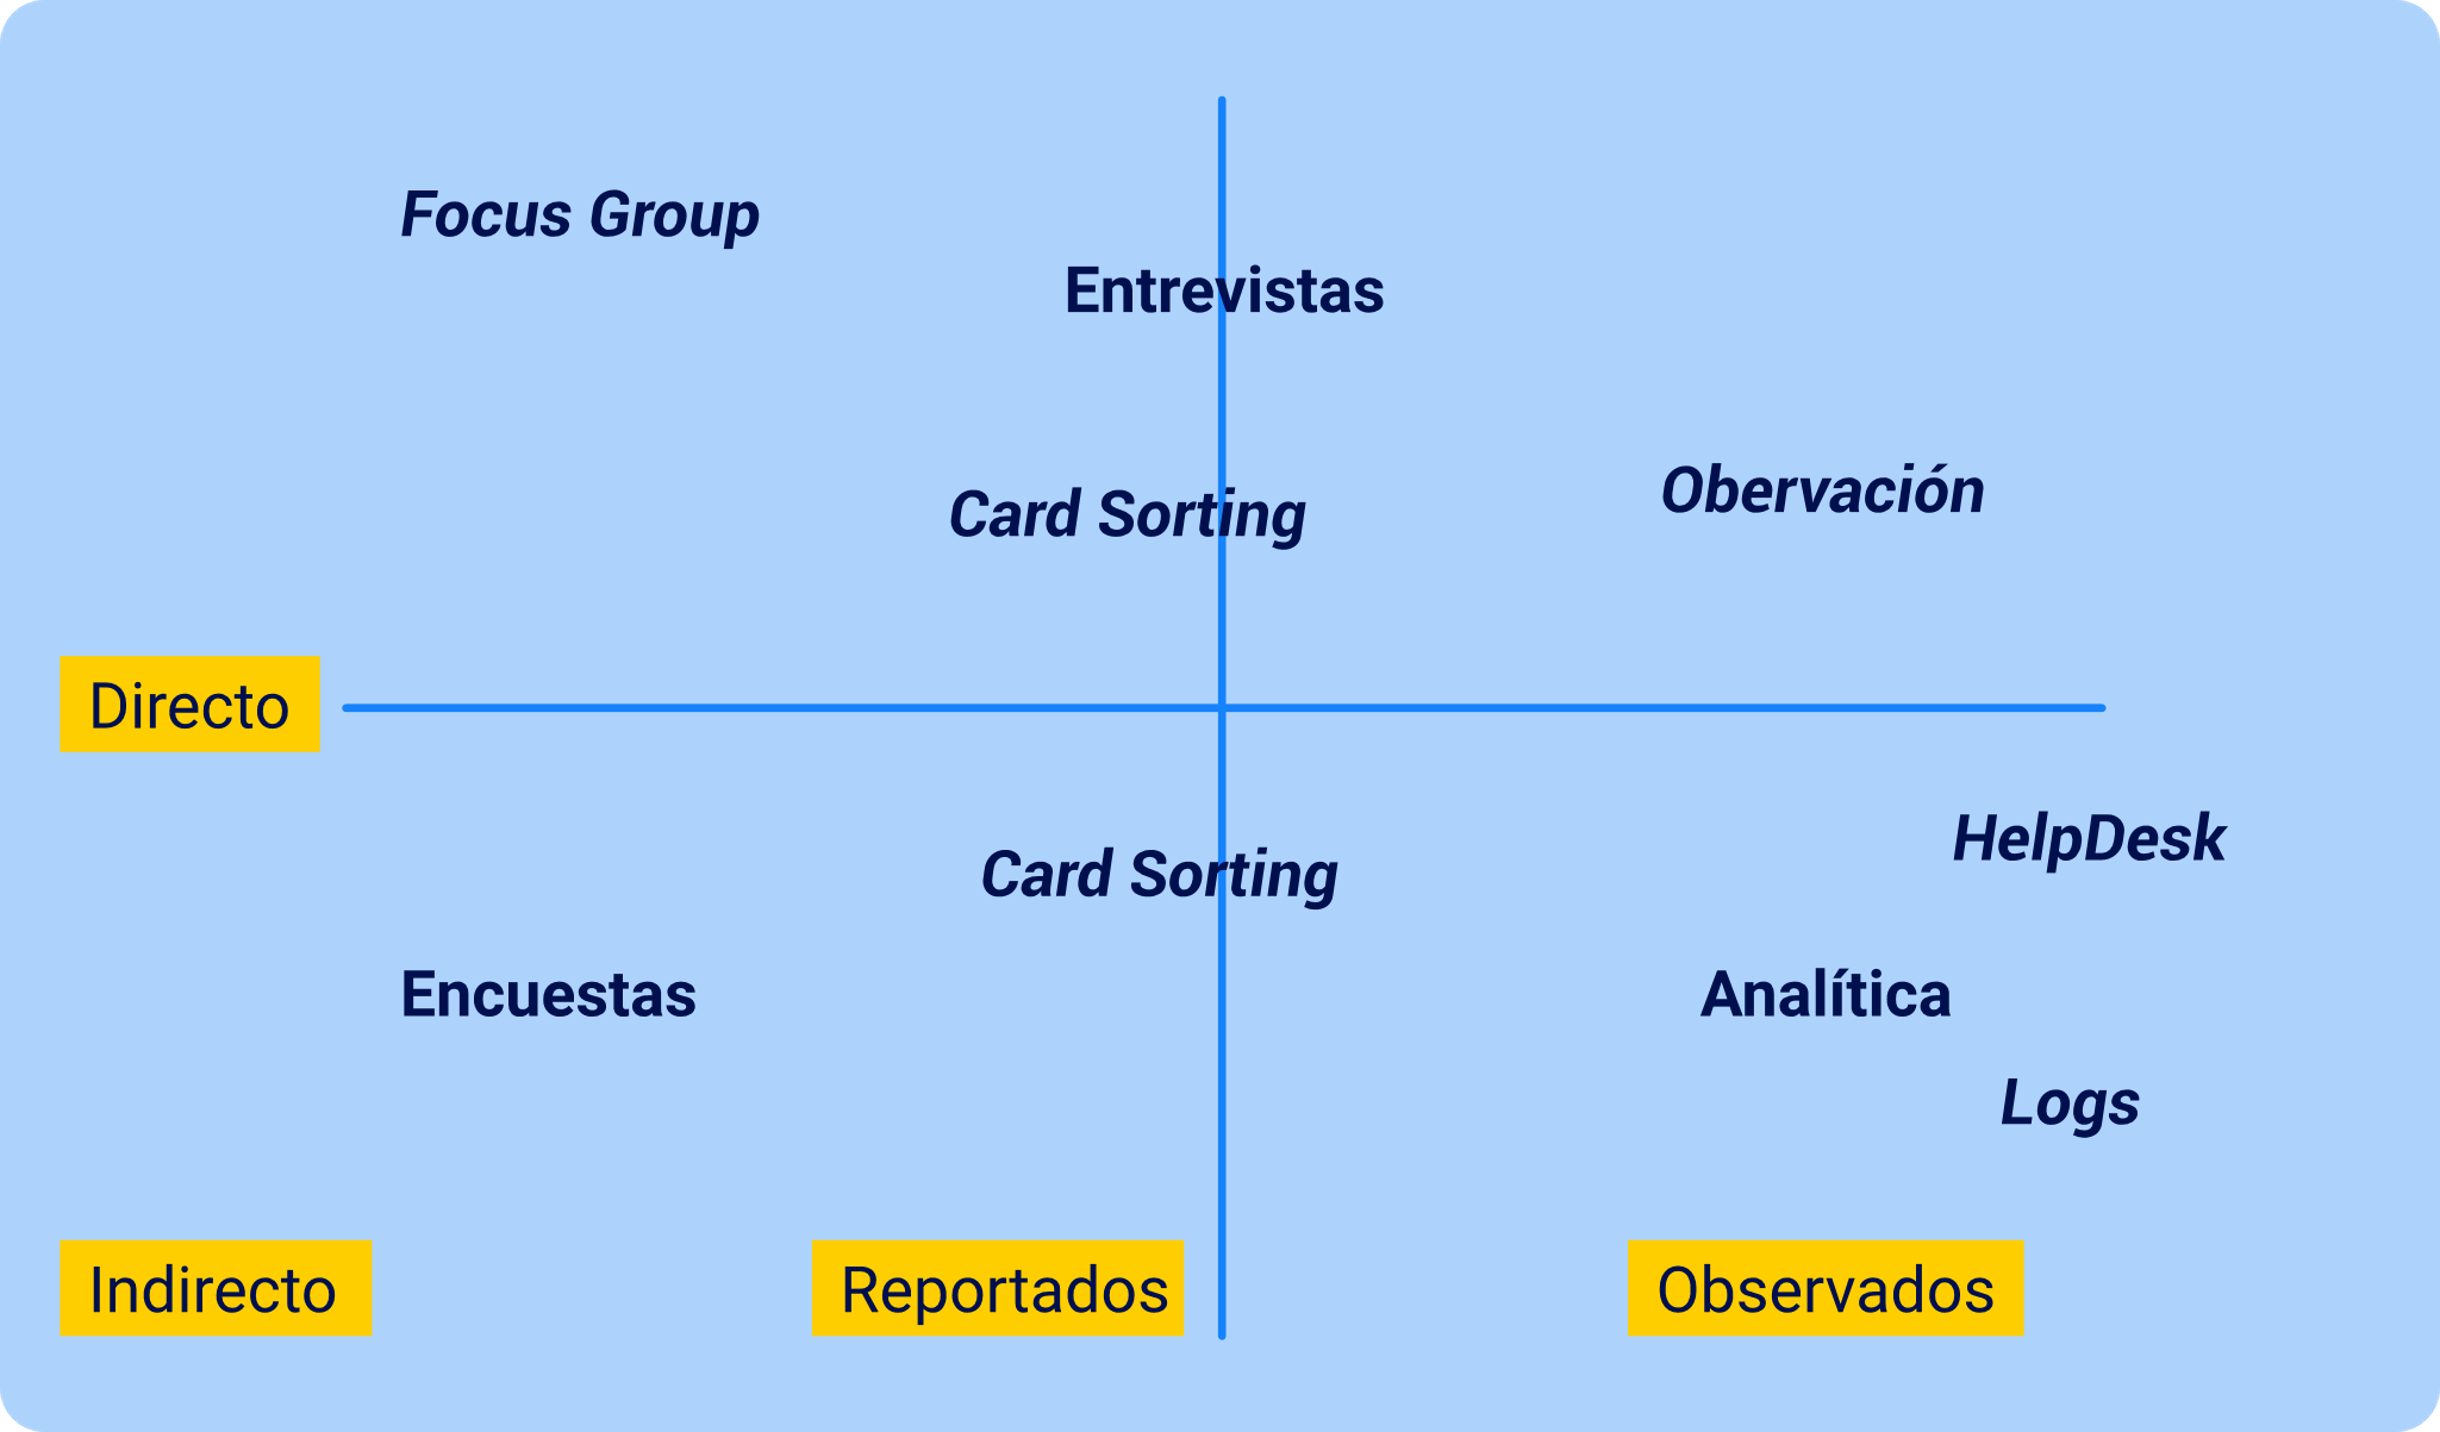 Focus Group
Entrevistas
Card Sorting
Obervación
Directo
HelpDesk
Card Sorting
Encuestas
Analítica
Logs
Indirecto
Reportados
Observados